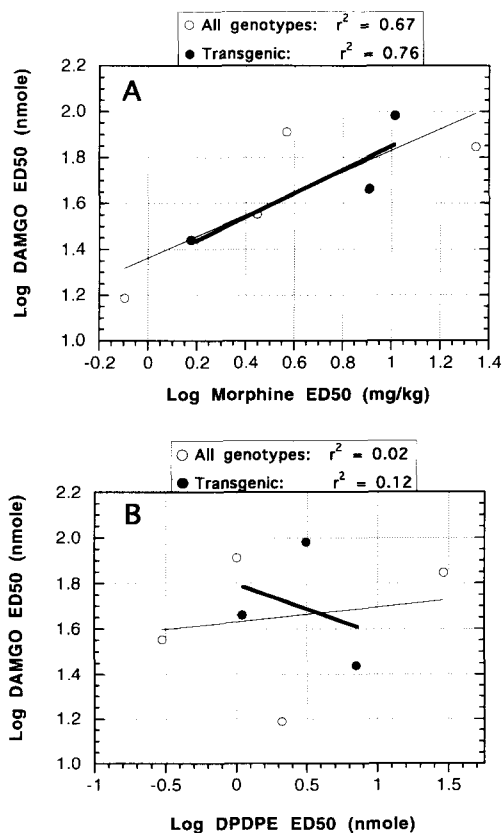 ○ All genotypes: r2 = 0.67
● Transgenic: r2 = 0.76
A
Log DAMGO ED50 (nmole)
2.2
2.0
1.8
1.6
1.4
1.2
1.0
-0.2 0 0.2 0.4 0.6 0.8 1 1.2 1.4
Log Morphine ED50 (mg/kg)
○ All genotypes: r2 = 0.02
● Transgenic: r2 = 0.12
B
Log DAMGO ED50 (nmole)
2.2
2.0
1.8
1.6
1.4
1.2
1.0
-1 -0.5 0 0.5 1 1.5
Log DPDPE ED50 (nmole)